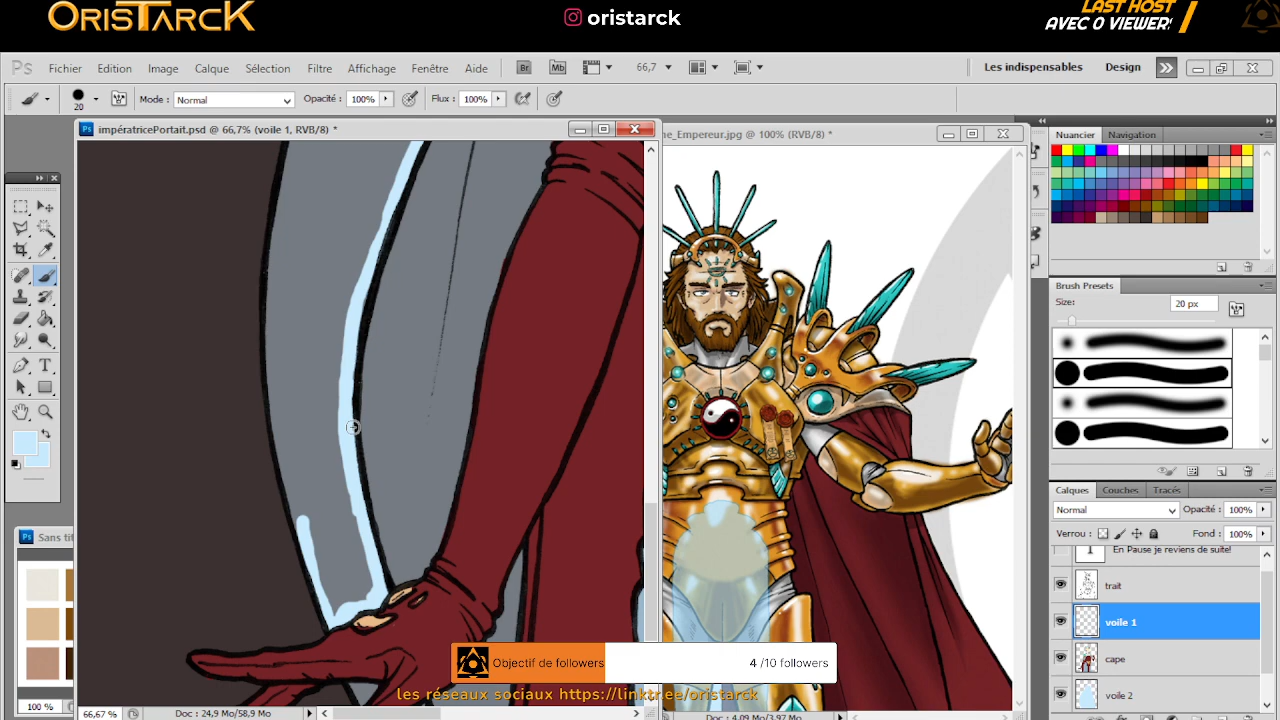 ORISTARCK
oristarck
LAST HOST
AVEC 0 VIEWER
Ps Fichier Edition Image Calque Sélection Filtre Affichage Fenêtre Aide Br Mb 66,7 Les indispensables Design
20 Mode : Normal Opacité : 100% Flux : 100%
Ps impératricePortait.psd @ 66,7% (voile 1, RVB/8) *
ne_Empereur.jpg @ 100% (RVB/8) *
Nuancier Navigation
Brush Presets
Size: 20 px
Calques Couches Tracés
Normal Opacité : 100%
Verrou : Fond : 100%
En Pause je reviens de suite!
trait
voile 1
cape
voile 2
Ps Sans tit
100 %
Objectif de followers 4 /10 followers
les réseaux sociaux https://linktr.ee/oristarck
66,67 % Doc : 24,9 Mo/58,9 Mo
Doc : 4,09 Mo/3,97 Mo